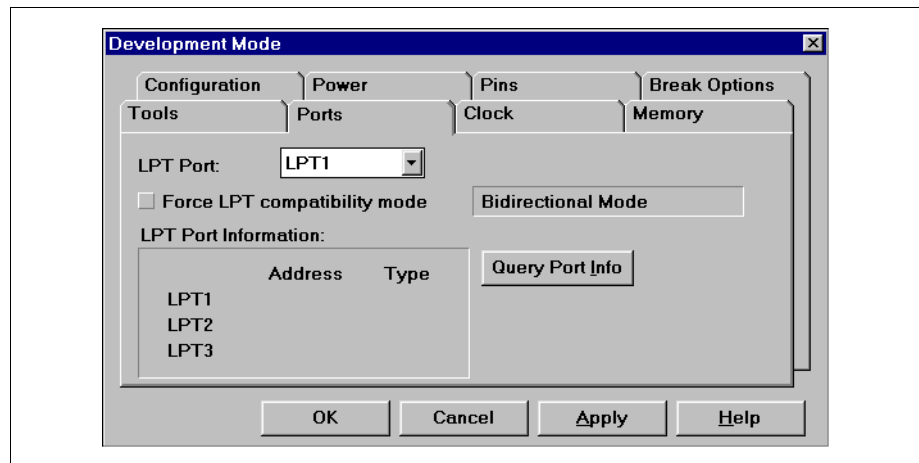 Development Mode
Configuration Power Pins Break Options
Tools Ports Clock Memory
LPT Port: LPT1
Force LPT compatibility mode Bidirectional Mode
LPT Port Information:
Address Type Query Port Info
LPT1
LPT2
LPT3
OK Cancel Apply Help